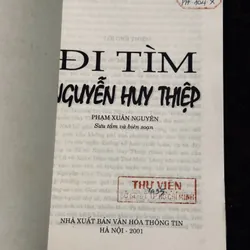 ĐI TÌM
NGUYỄN HUY THIỆP
PHẠM XUÂN NGUYÊN
Sưu tầm và biên soạn
THƯ VIỆN
NHÀ XUẤT BẢN VĂN HÓA THÔNG TIN
HÀ NỘI - 2001